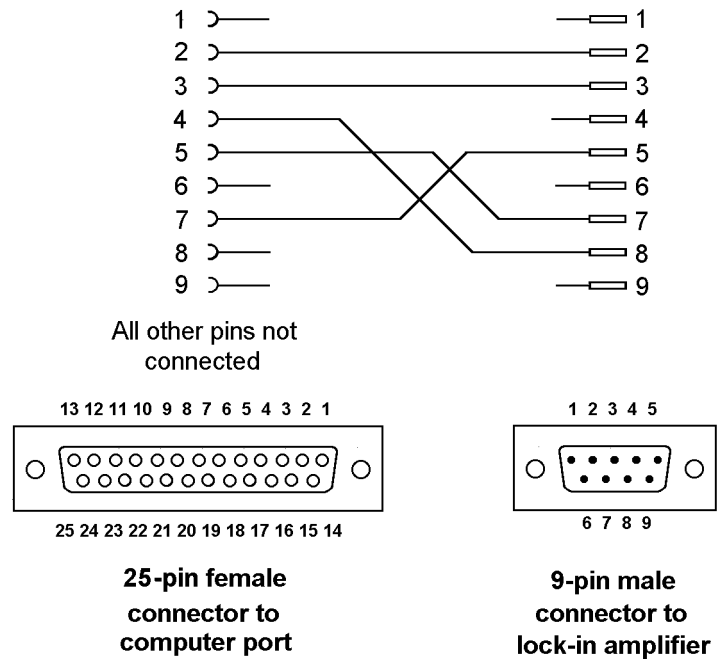 1 1
2 2
3 3
4 4
5 5
6 6
7 7
8 8
9 9
All other pins not
connected
13 12 11 10 9 8 7 6 5 4 3 2 1
1 2 3 4 5
25 24 23 22 21 20 19 18 17 16 15 14
6 7 8 9
25-pin female
connector to
computer port
9-pin male
connector to
lock-in amplifier